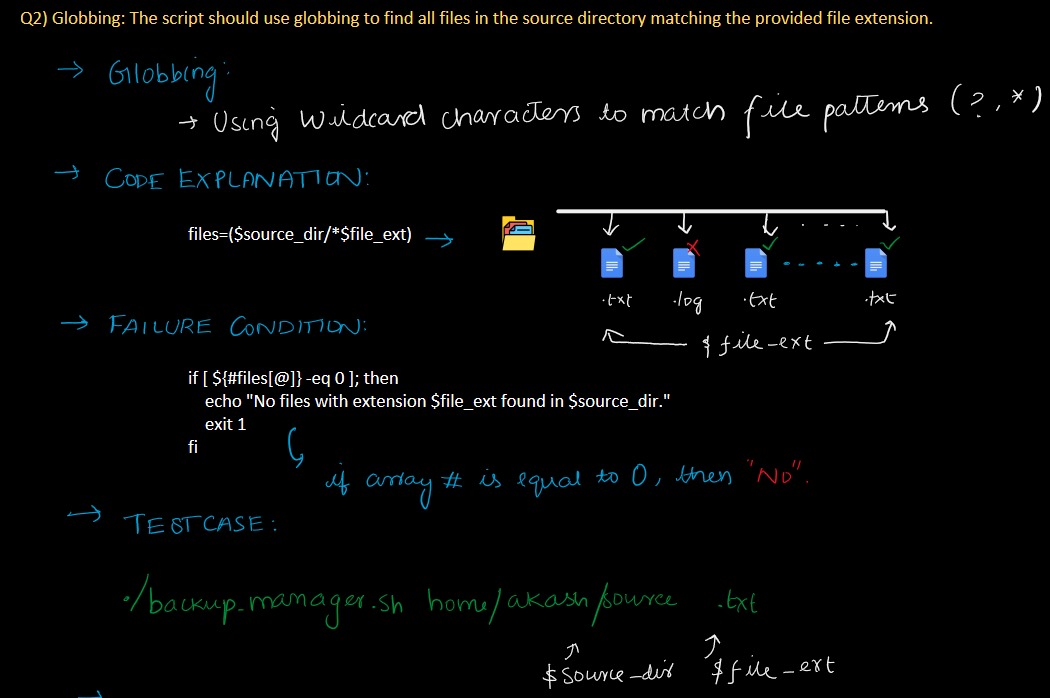 Q2) Globbing: The script should use globbing to find all files in the source directory matching the provided file extension.
→ Globbing:
→ Using wildcard characters to match file patterns (?, *)
→ CODE EXPLANATION:
files=($source_dir/*$file_ext) →
.txt .log .txt .txt
$file_ext
→ FAILURE CONDITION:
if [ ${#files[@]} -eq 0 ]; then
echo "No files with extension $file_ext found in $source_dir."
exit 1
fi
if array # is equal to 0, then "No".
→ TESTCASE:
./backup_manager.sh home/akash/source .txt
$source_dir $file_ext